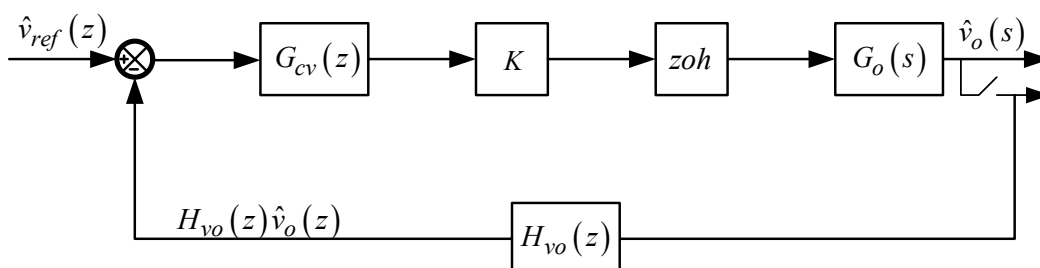 v̂_ref(z)
G_cv(z)
K
zoh
G_o(s)
v̂_o(s)
H_vo(z)v̂_o(z)
H_vo(z)